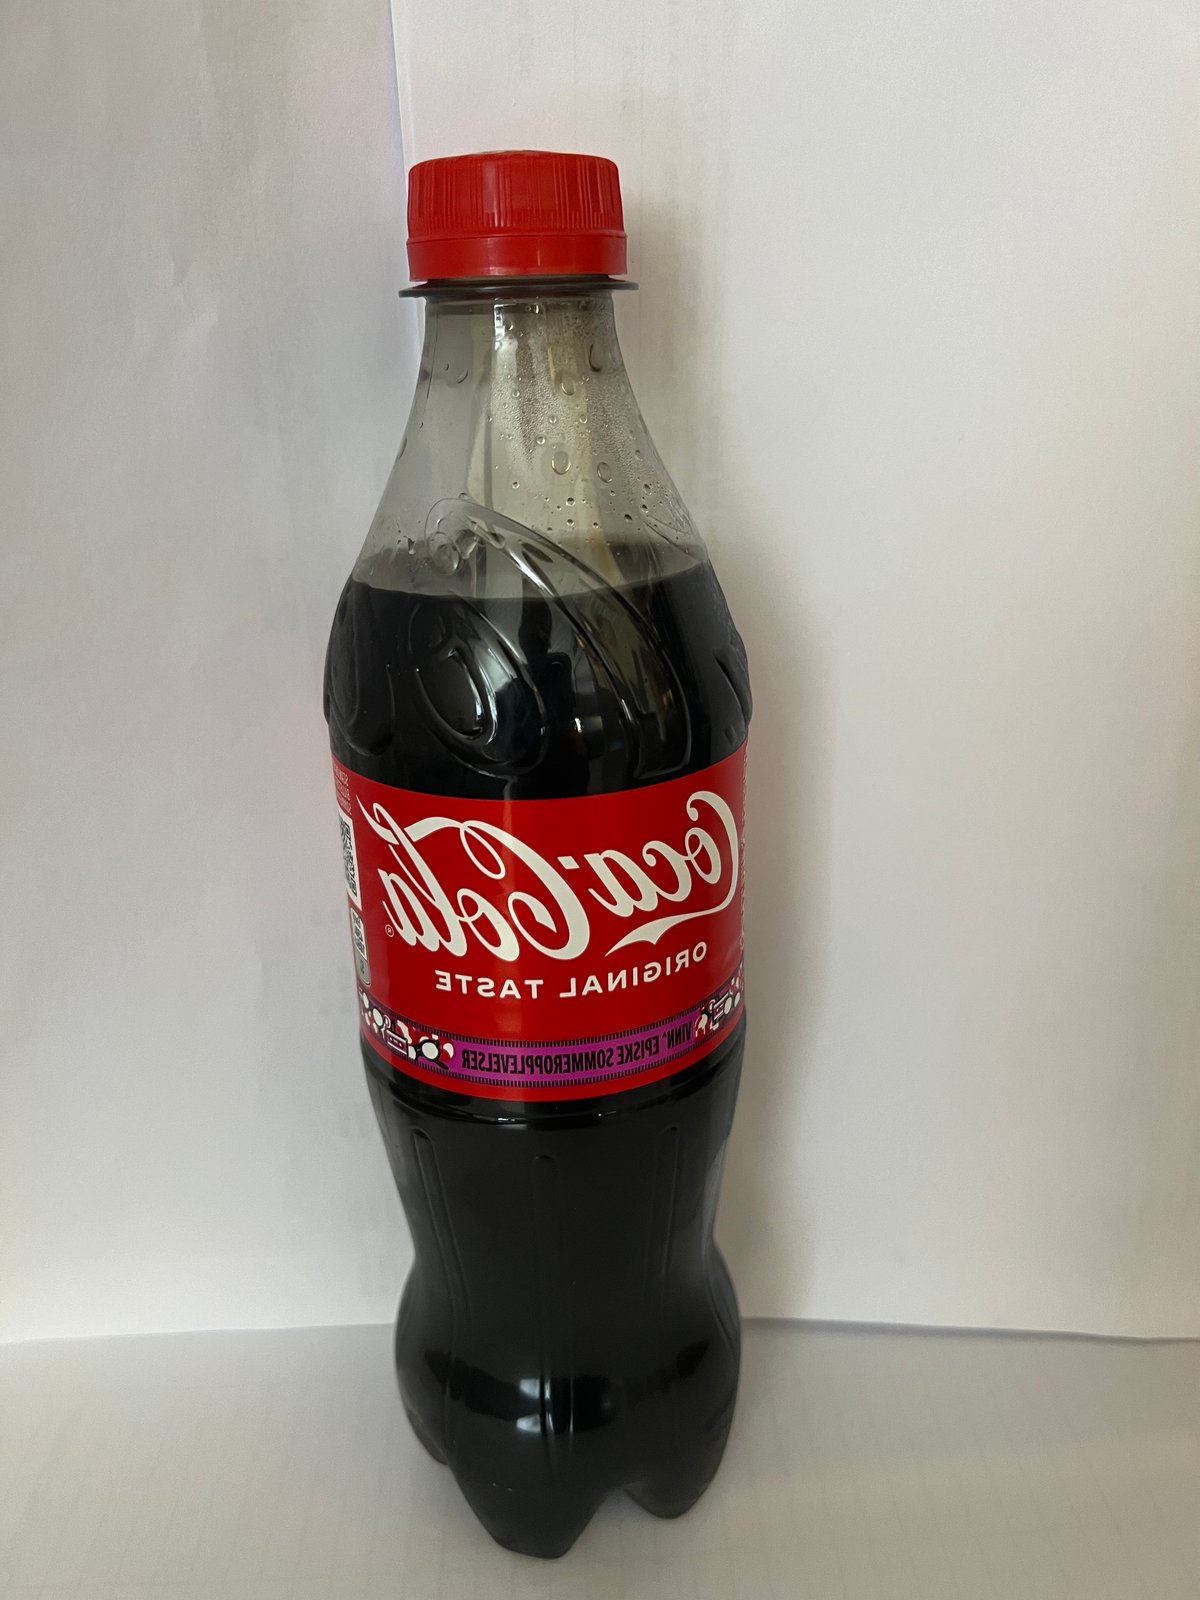 Coca-Cola®
ORIGINAL TASTE
VINN^ EPISKE SOMMEROPPLEVELSER